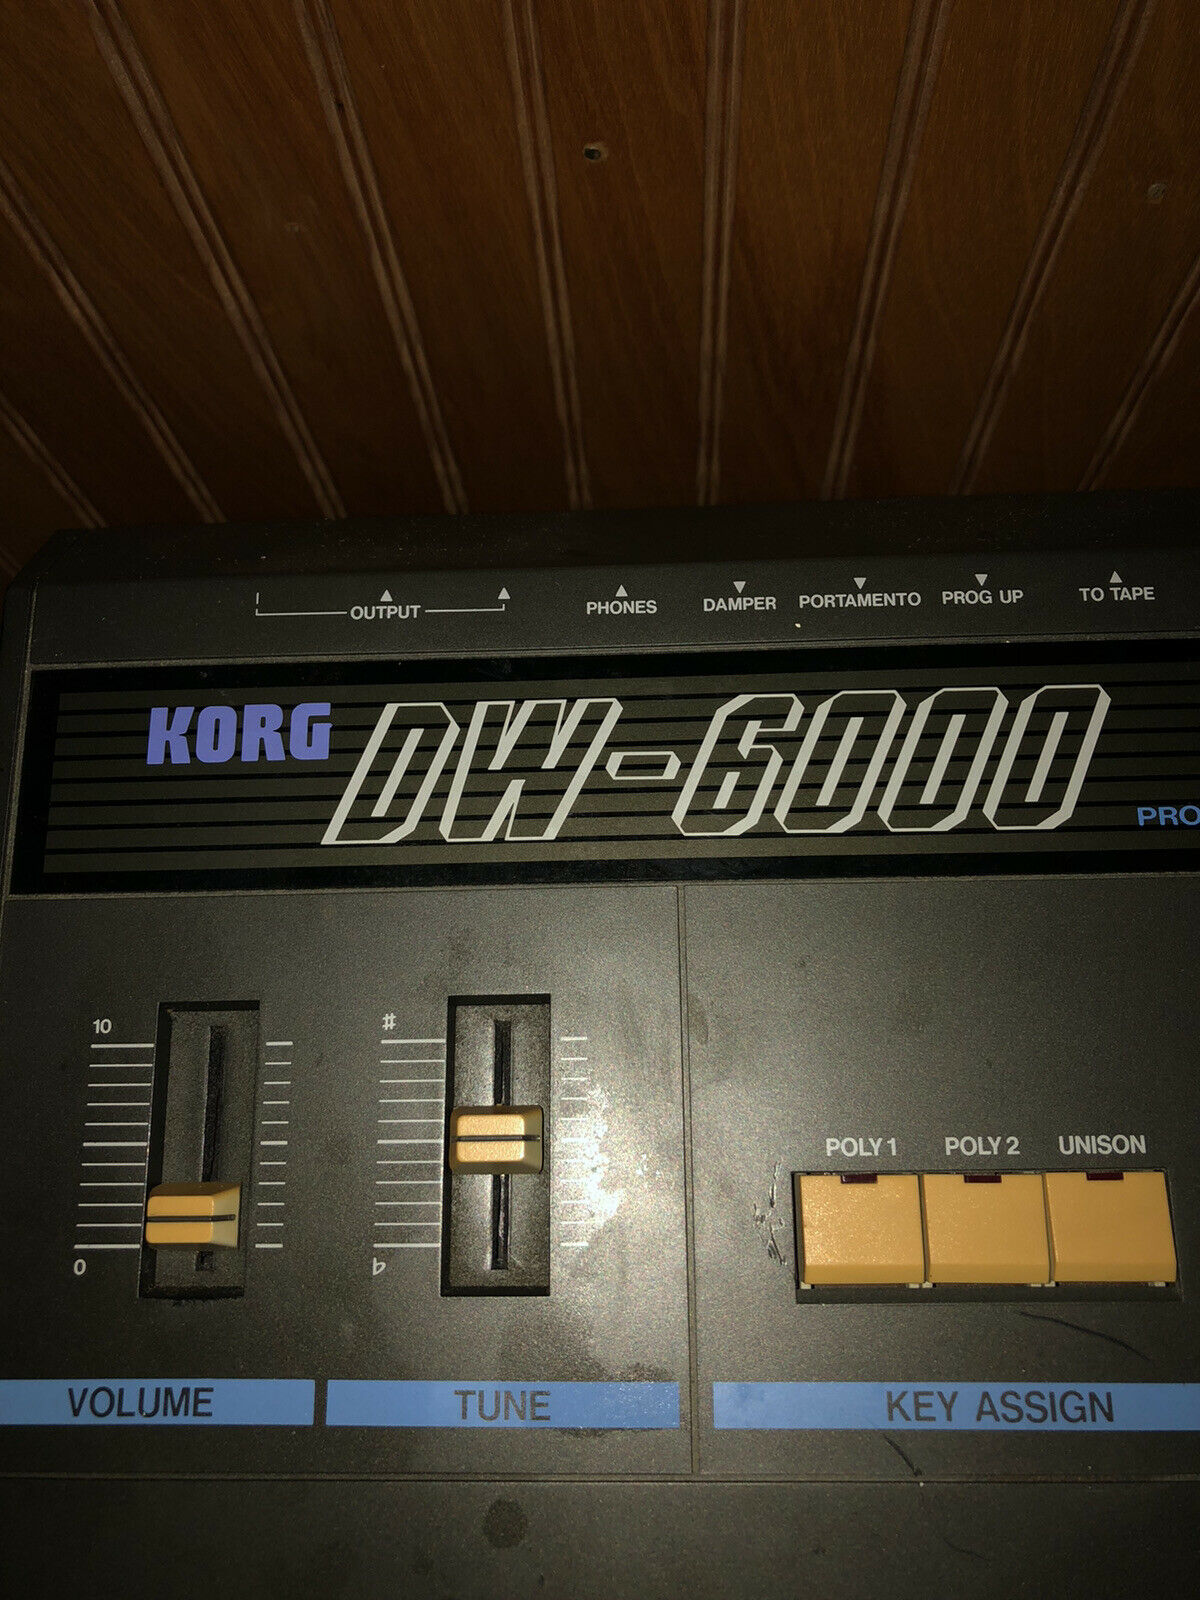 OUTPUT PHONES DAMPER PORTAMENTO PROG UP TO TAPE
KORG DW-6000
PRO
10 #
POLY 1 POLY 2 UNISON
0 ♭
VOLUME TUNE KEY ASSIGN